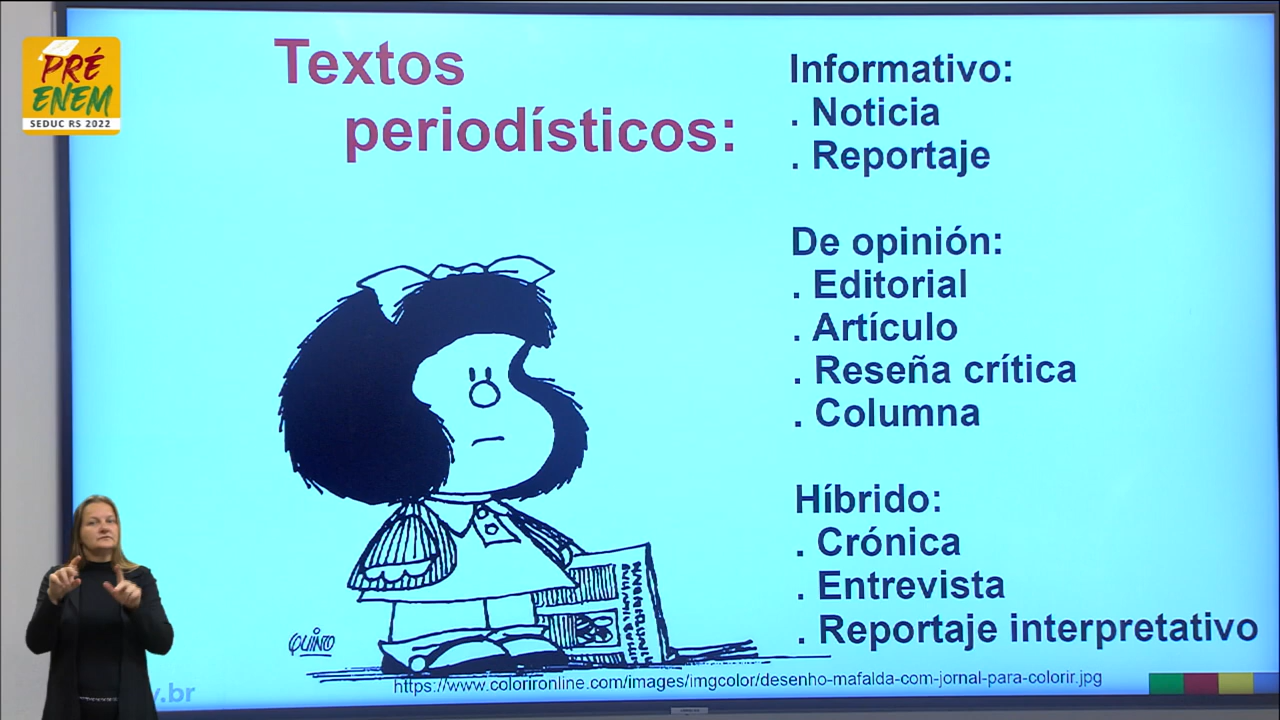 PRÉ
ENEM
SEDUC RS 2022
Textos
periodísticos:
Informativo:
. Noticia
. Reportaje
De opinión:
. Editorial
. Artículo
. Reseña crítica
. Columna
Híbrido:
. Crónica
. Entrevista
. Reportaje interpretativo
QUINO
https://www.colorironline.com/images/imgcolor/desenho-mafalda-com-jornal-para-colorir.jpg
.br